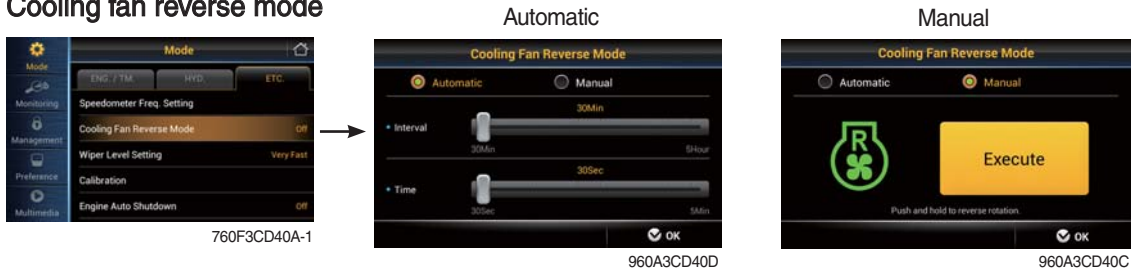 Cooling fan reverse mode
Mode
Mode
ENG. / TM.
HYD.
ETC.
Monitoring
Management
Preference
Multimedia
Speedometer Freq. Setting
Cooling Fan Reverse Mode Off
Wiper Level Setting Very Fast
Calibration
Engine Auto Shutdown Off
760F3CD40A-1
Automatic
Cooling Fan Reverse Mode
Automatic Manual
30Min
• Interval
30Min 5Hour
30Sec
• Time
30Sec 5Min
OK
960A3CD40D
Manual
Cooling Fan Reverse Mode
Automatic Manual
R
Execute
Push and hold to reverse rotation.
OK
960A3CD40C